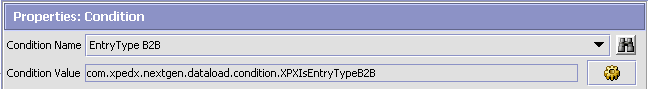 Properties: Condition
Condition Name EntryType B2B
Condition Value com.xpedx.nextgen.dataload.condition.XPXIsEntryTypeB2B